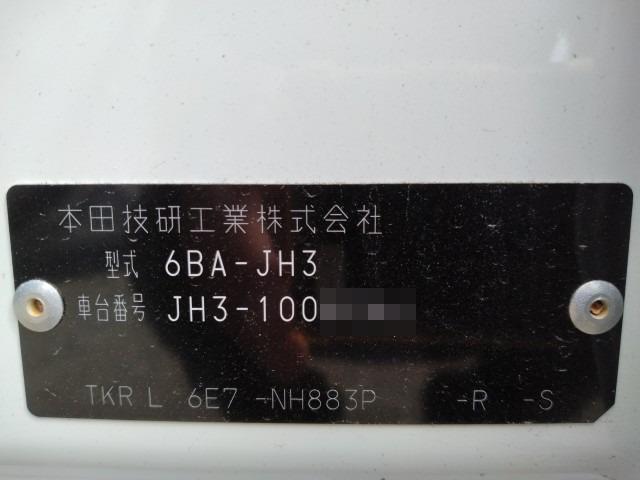 本田技研工業株式会社
型式 6BA-JH3
車台番号 JH3-100
TKR L 6E7 -NH883P -R -S